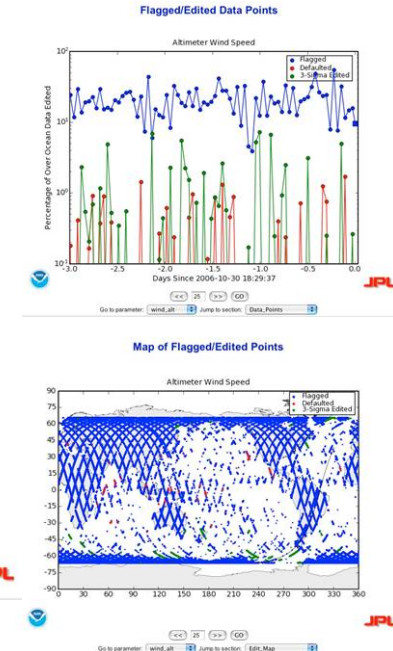 Flagged/Edited Data Points
Altimeter Wind Speed
Flagged
Defaulted
3-Sigma Edited
Percentage of Over Ocean Data Edited
10²
10¹
10⁰
10⁻¹
-3.0 -2.5 -2.0 -1.5 -1.0 -0.5 0.0
Days Since 2006-10-30 18:29:37
JPL
<< 25 >> GO
Go to parameter: wind_alt Jump to section: Data_Points
Map of Flagged/Edited Points
Altimeter Wind Speed
Flagged
Defaulted
3-Sigma Edited
90
75
60
45
30
15
0
-15
-30
-45
-60
-75
-90
0 30 60 90 120 150 180 210 240 270 300 330 360
JPL
<< 25 >> GO
Go to parameter: wind_alt Jump to section: Edit_Map